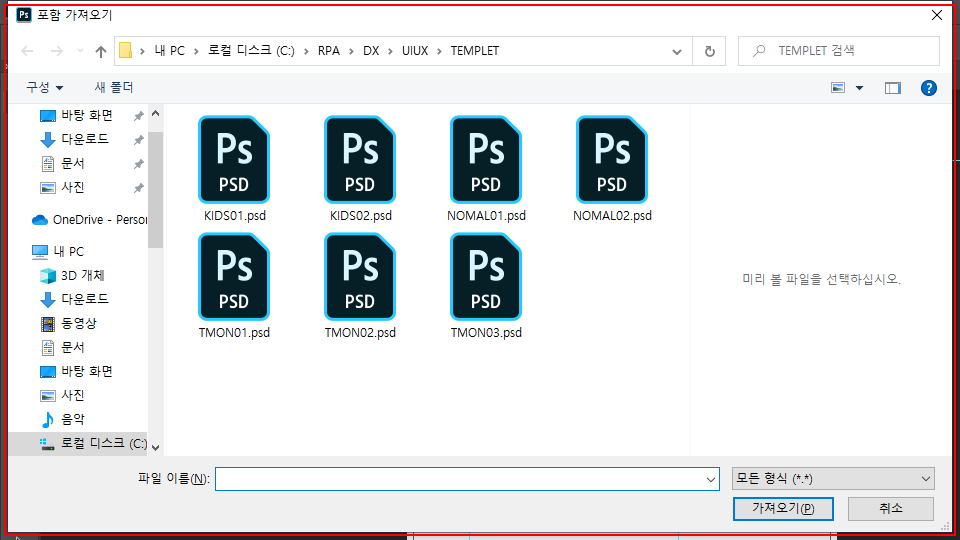 Ps 포함 가져오기
내 PC > 로컬 디스크 (C:) > RPA > DX > UIUX > TEMPLET
TEMPLET 검색
구성
새 폴더
바탕 화면
다운로드
문서
사진
OneDrive - Person
내 PC
3D 개체
다운로드
동영상
문서
바탕 화면
사진
음악
로컬 디스크 (C:)
Ps PSD
KIDS01.psd
Ps PSD
KIDS02.psd
Ps PSD
NOMAL01.psd
Ps PSD
NOMAL02.psd
Ps PSD
TMON01.psd
Ps PSD
TMON02.psd
Ps PSD
TMON03.psd
미리 볼 파일을 선택하십시오.
파일 이름(N):
모든 형식 (*.*)
가져오기(P)
취소